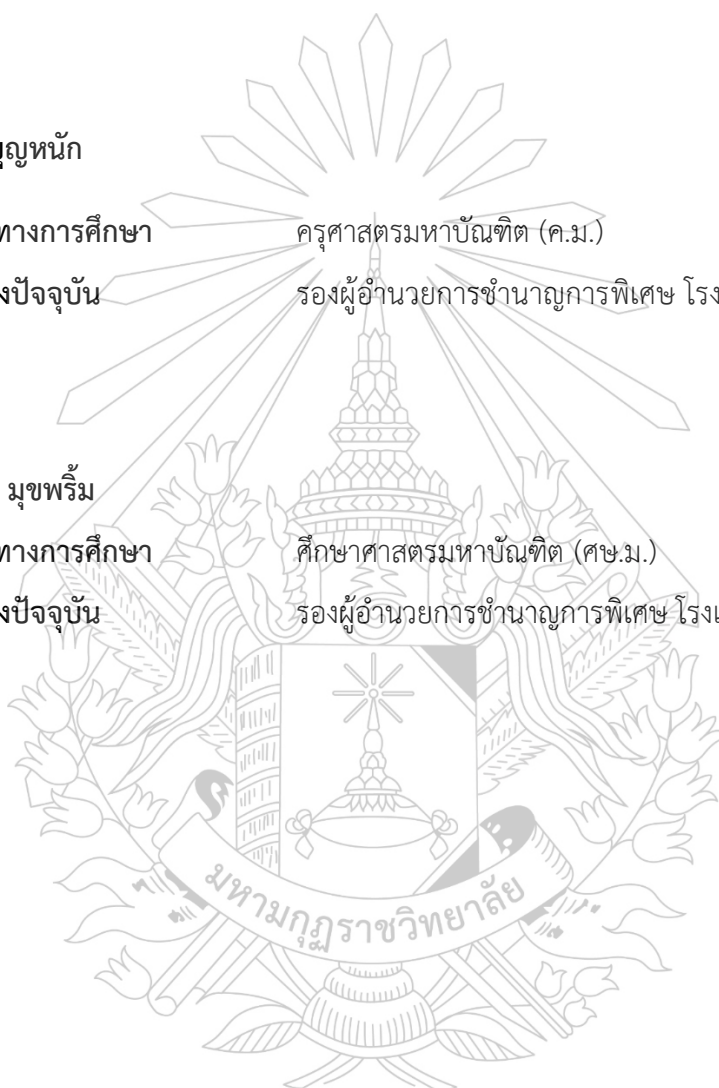 บุญหนัก
ทางการศึกษา ครุศาสตรมหาบัณฑิต (ค.ม.)
งปัจจุบัน รองผู้อำนวยการชำนาญการพิเศษ โรง
มุขพริ้ม
ทางการศึกษา ศึกษาศาสตรมหาบัณฑิต (ศษ.ม.)
งปัจจุบัน รองผู้อำนวยการชำนาญการพิเศษ โรงเ
มหามกุฏราชวิทยาลัย